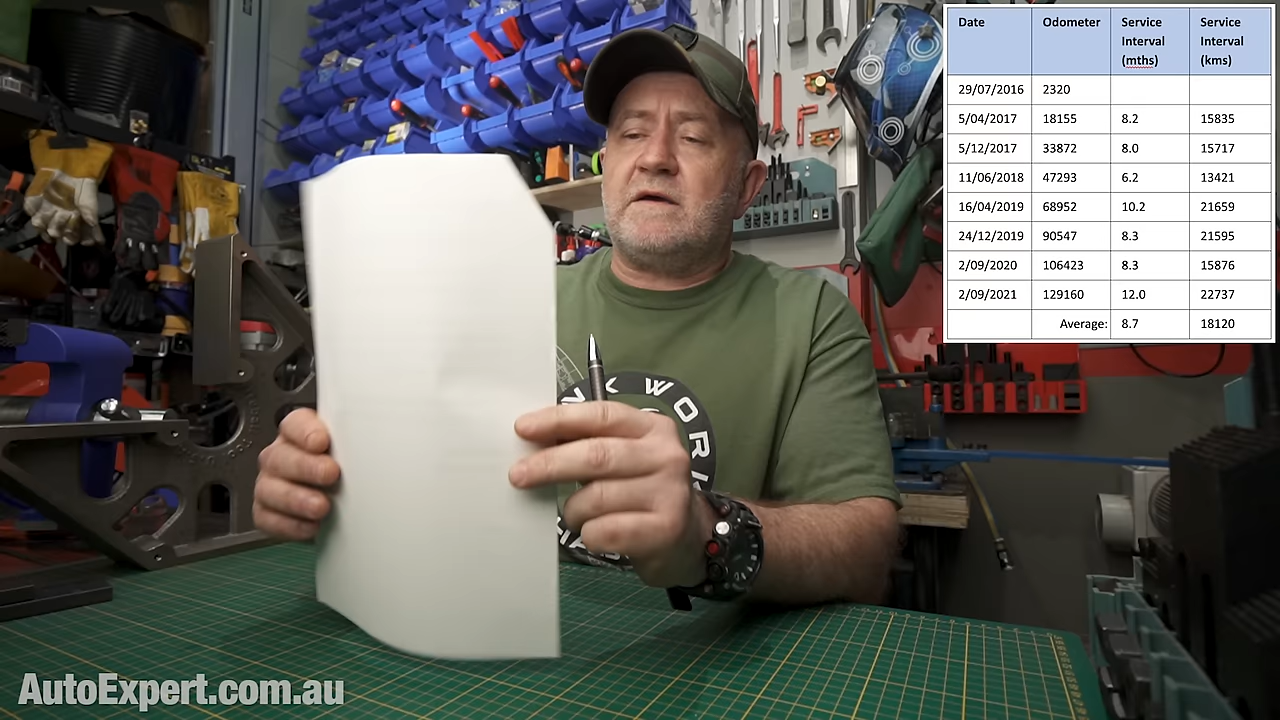 Date Odometer Service Interval (mths) Service Interval (kms)
29/07/2016 2320
5/04/2017 18155 8.2 15835
5/12/2017 33872 8.0 15717
11/06/2018 47293 6.2 13421
16/04/2019 68952 10.2 21659
24/12/2019 90547 8.3 21595
2/09/2020 106423 8.3 15876
2/09/2021 129160 12.0 22737
Average: 8.7 18120
WOR
AutoExpert.com.au